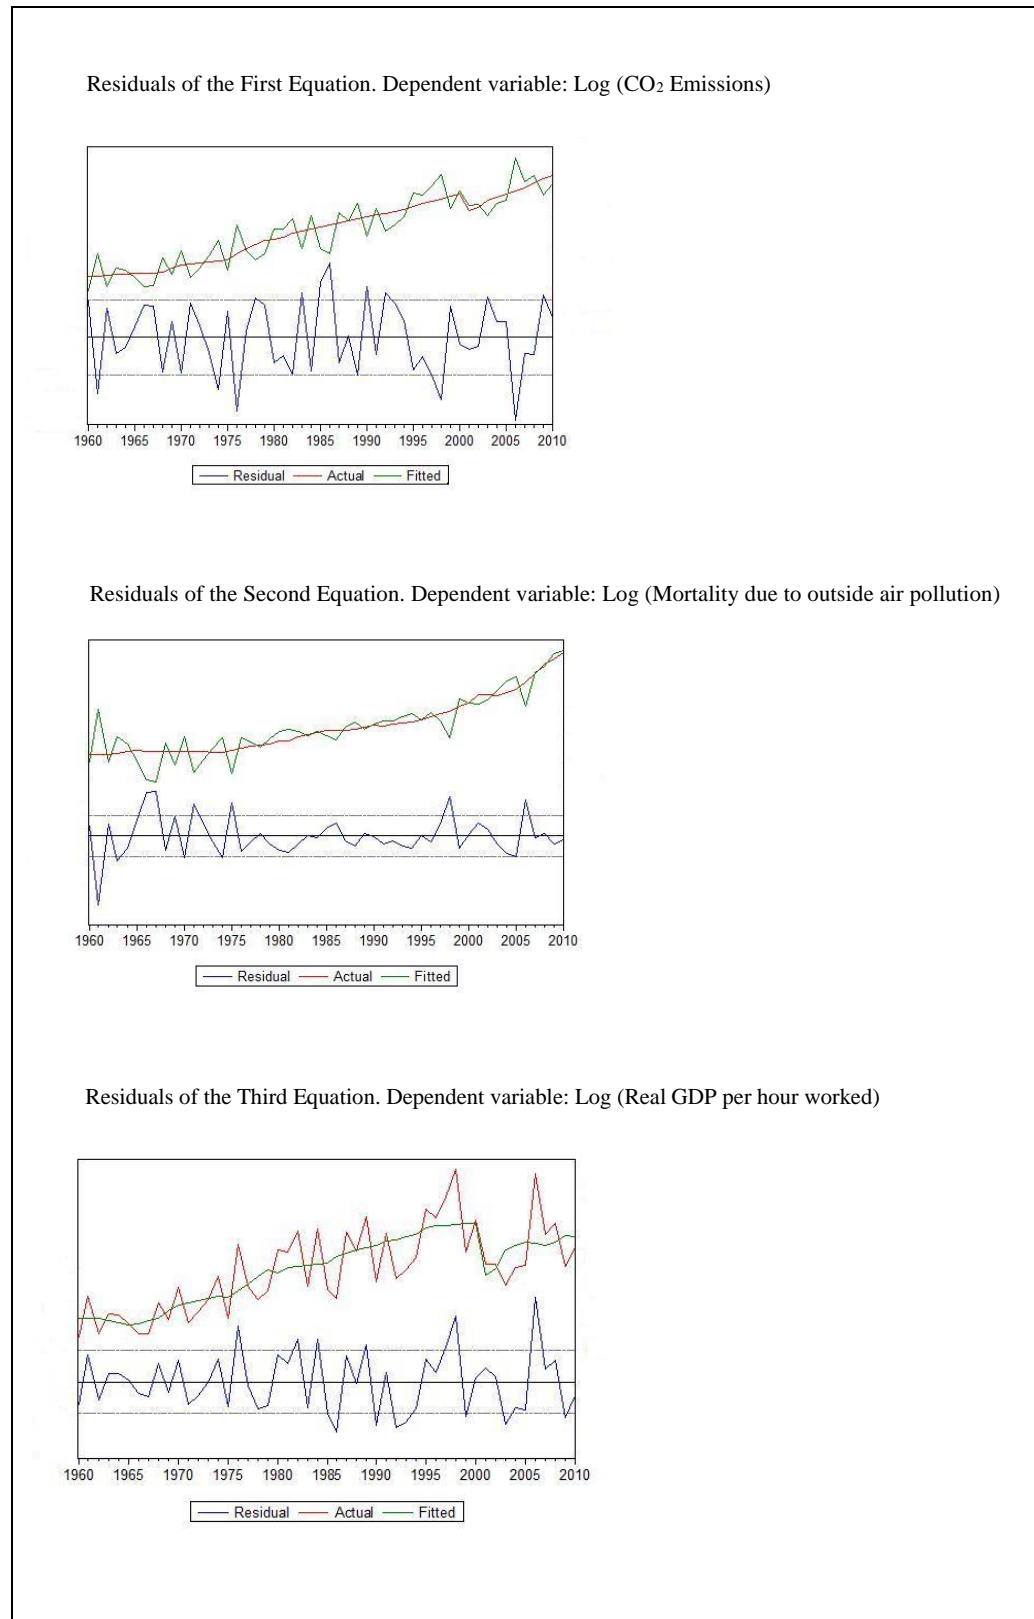 Residuals of the First Equation. Dependent variable: Log (CO₂ Emissions)
1960 1965 1970 1975 1980 1985 1990 1995 2000 2005 2010
Residual Actual Fitted
Residuals of the Second Equation. Dependent variable: Log (Mortality due to outside air pollution)
1960 1965 1970 1975 1980 1985 1990 1995 2000 2005 2010
Residual Actual Fitted
Residuals of the Third Equation. Dependent variable: Log (Real GDP per hour worked)
1960 1965 1970 1975 1980 1985 1990 1995 2000 2005 2010
Residual Actual Fitted